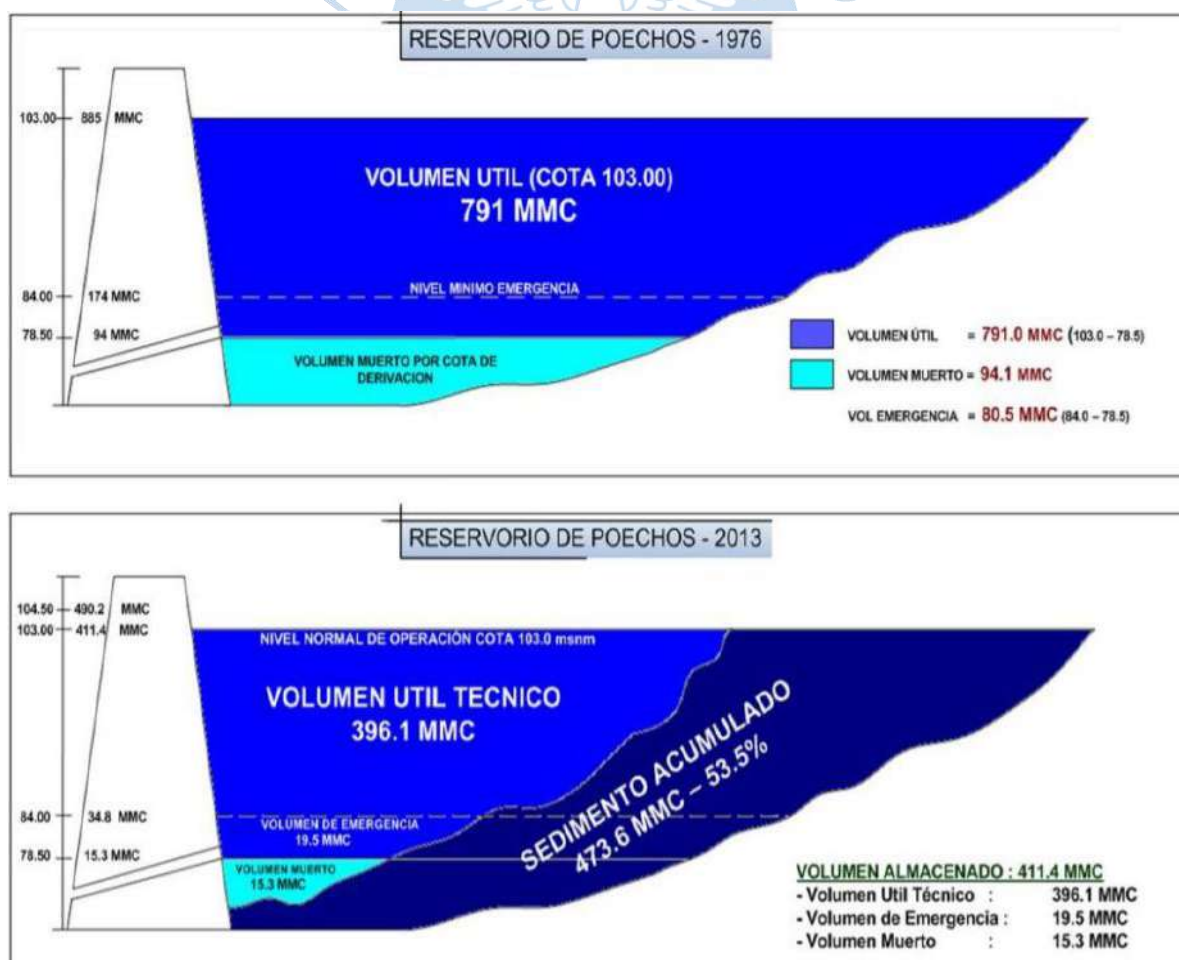 RESERVORIO DE POECHOS - 1976
103.00 885 MMC
VOLUMEN UTIL (COTA 103.00)
791 MMC
NIVEL MINIMO EMERGENCIA
84.00 174 MMC
78.50 94 MMC
VOLUMEN MUERTO POR COTA DE
DERIVACION
VOLUMEN ÚTIL = 791.0 MMC (103.0 – 78.5)
VOLUMEN MUERTO = 94.1 MMC
VOL EMERGENCIA = 80.5 MMC (84.0 – 78.5)
RESERVORIO DE POECHOS - 2013
104.50 490.2 MMC
103.00 411.4 MMC
NIVEL NORMAL DE OPERACIÓN COTA 103.0 msnm
VOLUMEN UTIL TECNICO
396.1 MMC
SEDIMENTO ACUMULADO
473.6 MMC – 53.5%
84.00 34.8 MMC
VOLUMEN DE EMERGENCIA
19.5 MMC
78.50 15.3 MMC
VOLUMEN MUERTO
15.3 MMC
VOLUMEN ALMACENADO : 411.4 MMC
- Volumen Util Técnico : 396.1 MMC
- Volumen de Emergencia : 19.5 MMC
- Volumen Muerto : 15.3 MMC